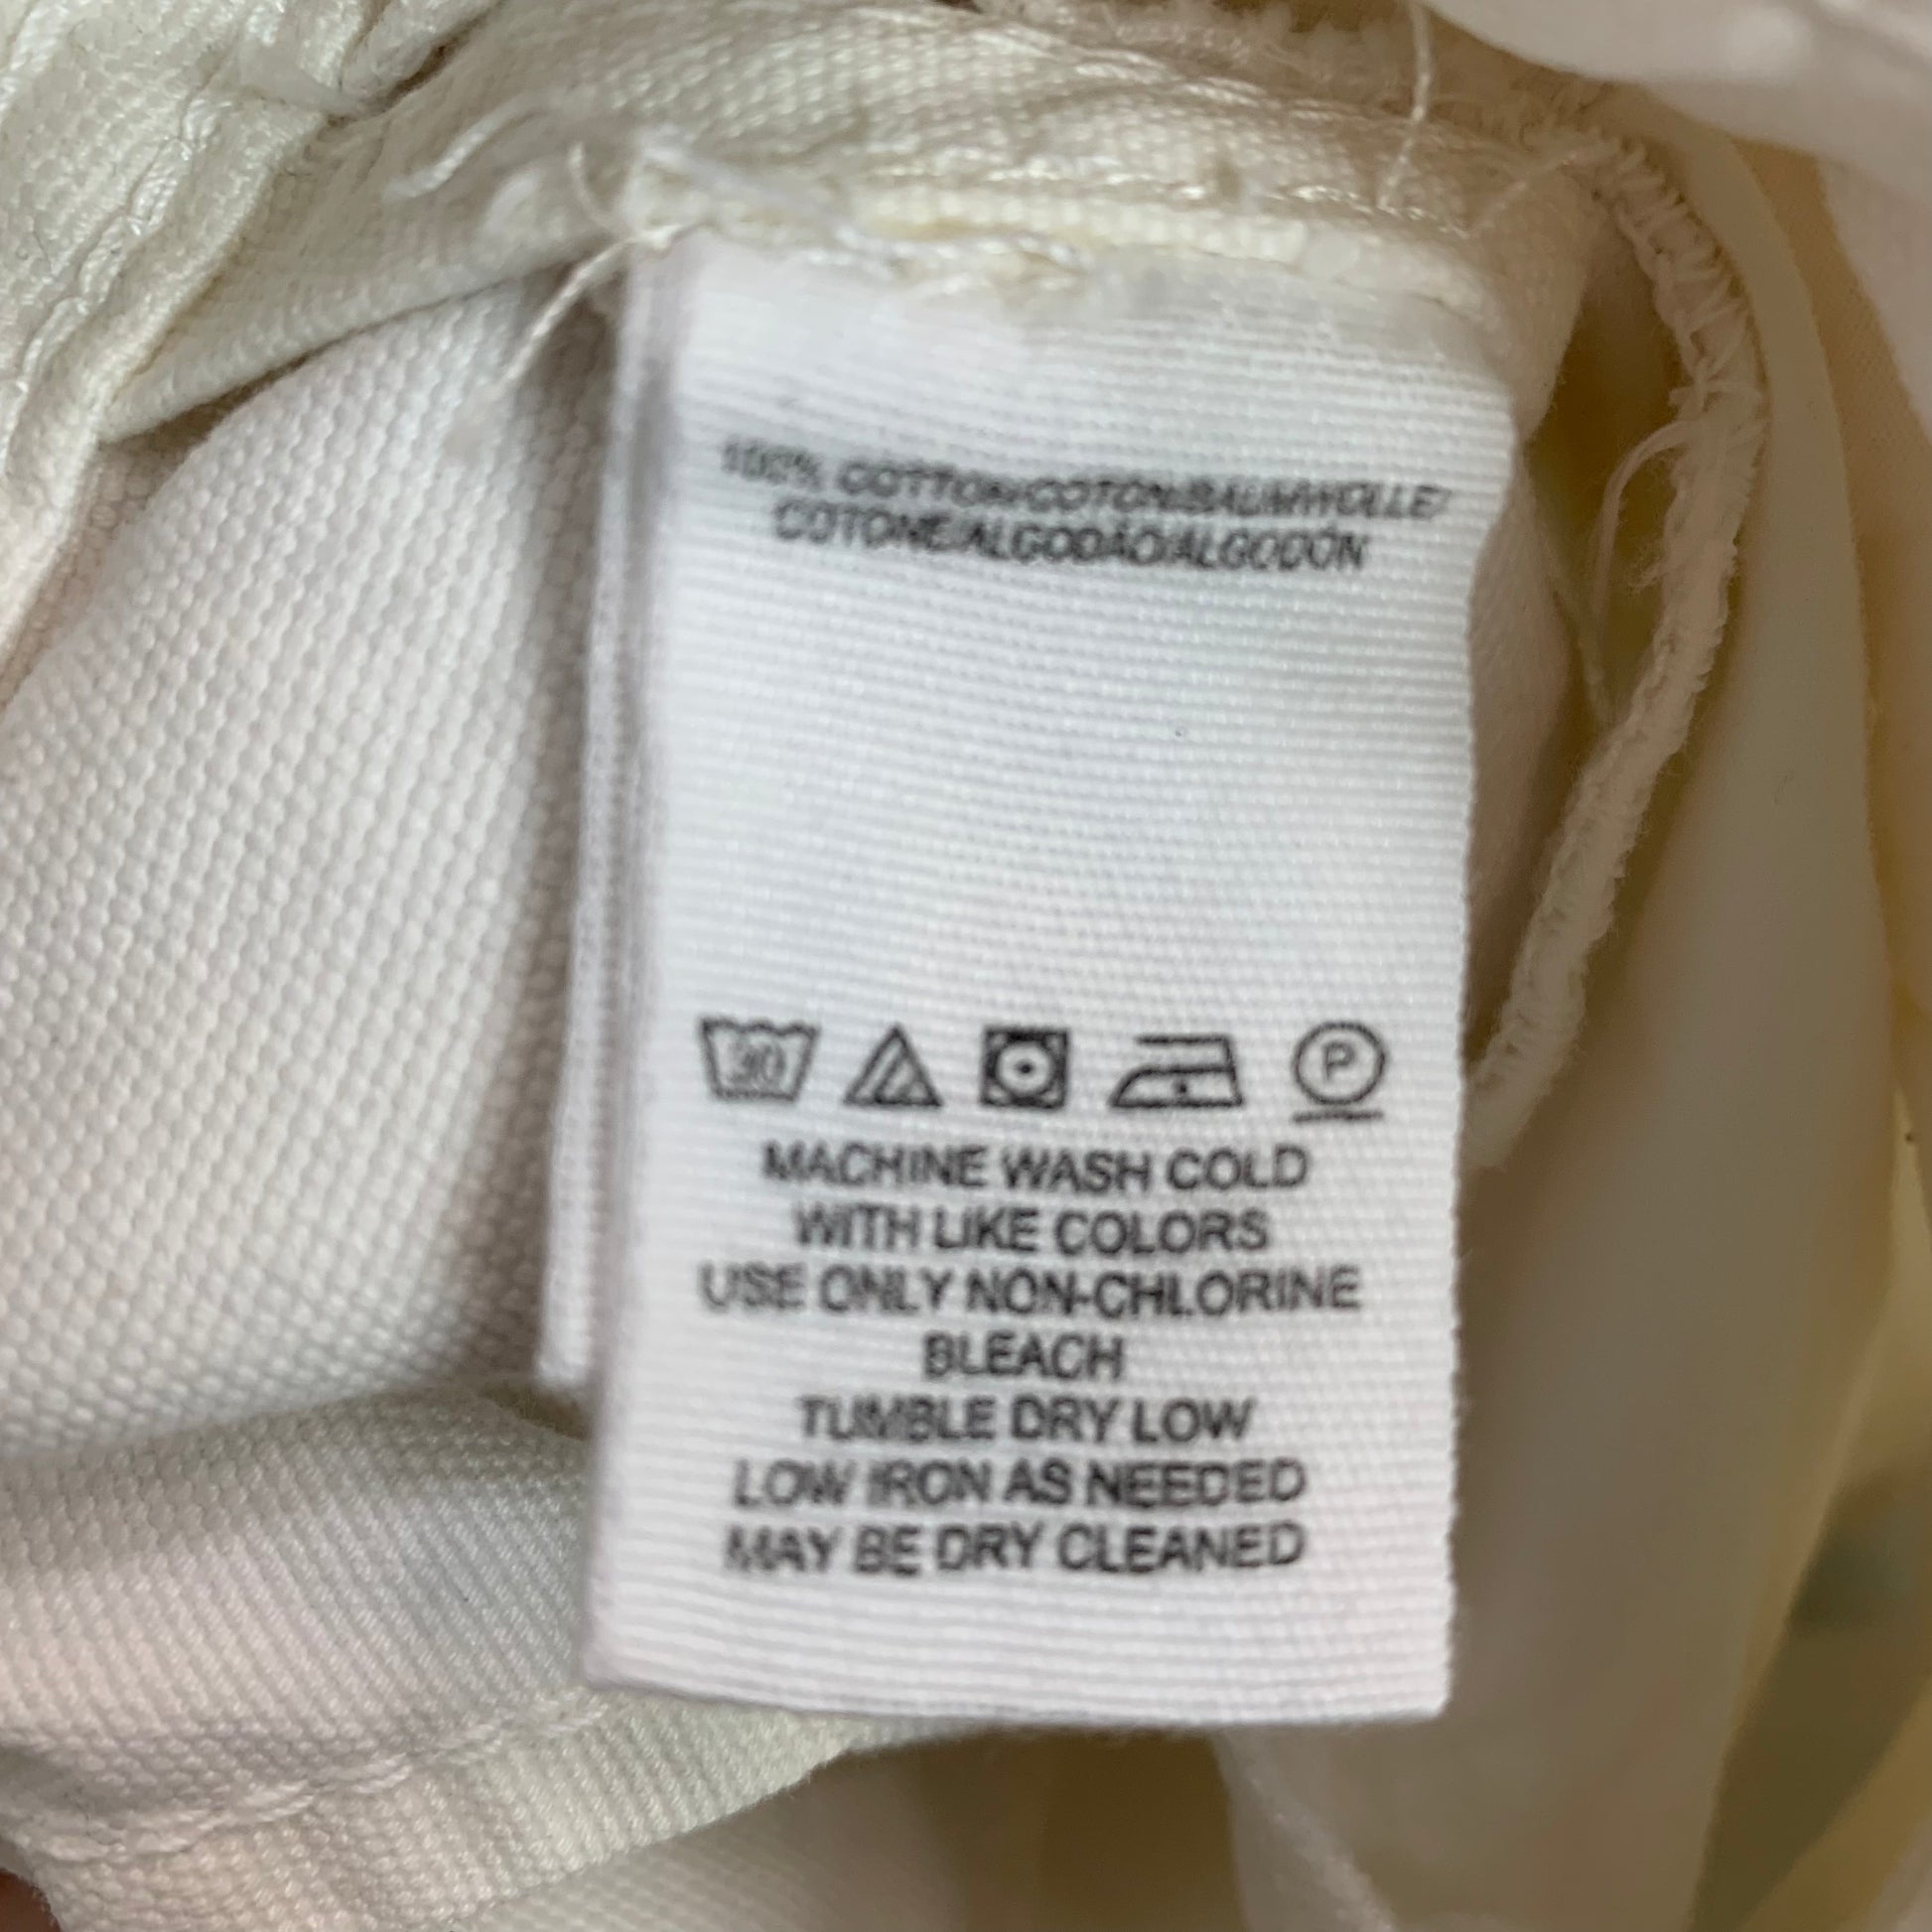 100% COTTON/COTON/BAUMWOLLE/
COTONE/ALGODÃO/ALGODÓN
30 P
MACHINE WASH COLD
WITH LIKE COLORS
USE ONLY NON-CHLORINE
BLEACH
TUMBLE DRY LOW
LOW IRON AS NEEDED
MAY BE DRY CLEANED